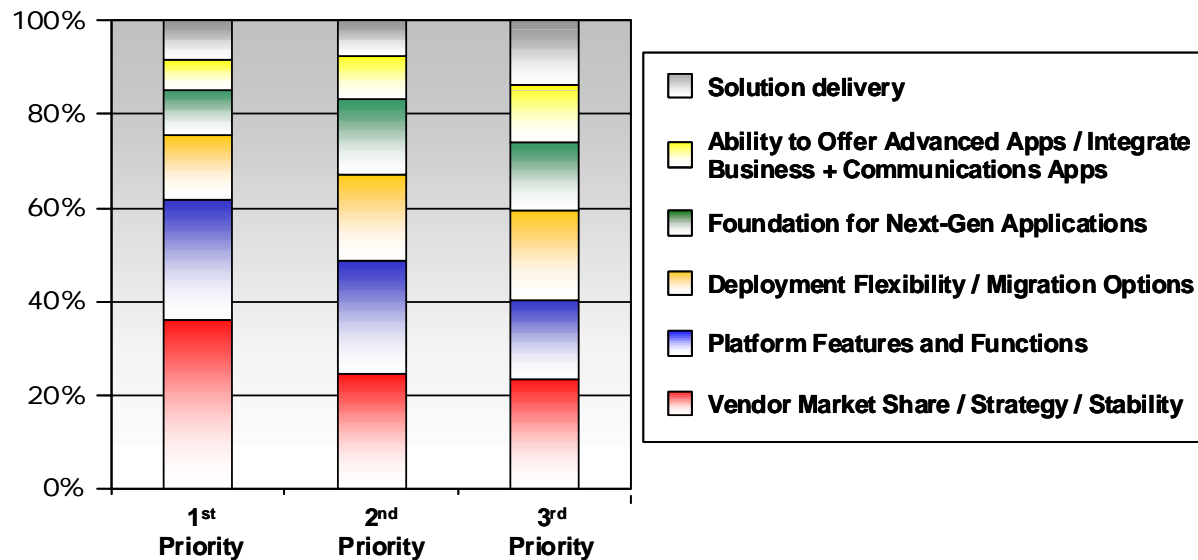 100%
80%
60%
40%
20%
0%
1st
Priority
2nd
Priority
3rd
Priority
Solution delivery
Ability to Offer Advanced Apps / Integrate
Business + Communications Apps
Foundation for Next-Gen Applications
Deployment Flexibility / Migration Options
Platform Features and Functions
Vendor Market Share / Strategy / Stability